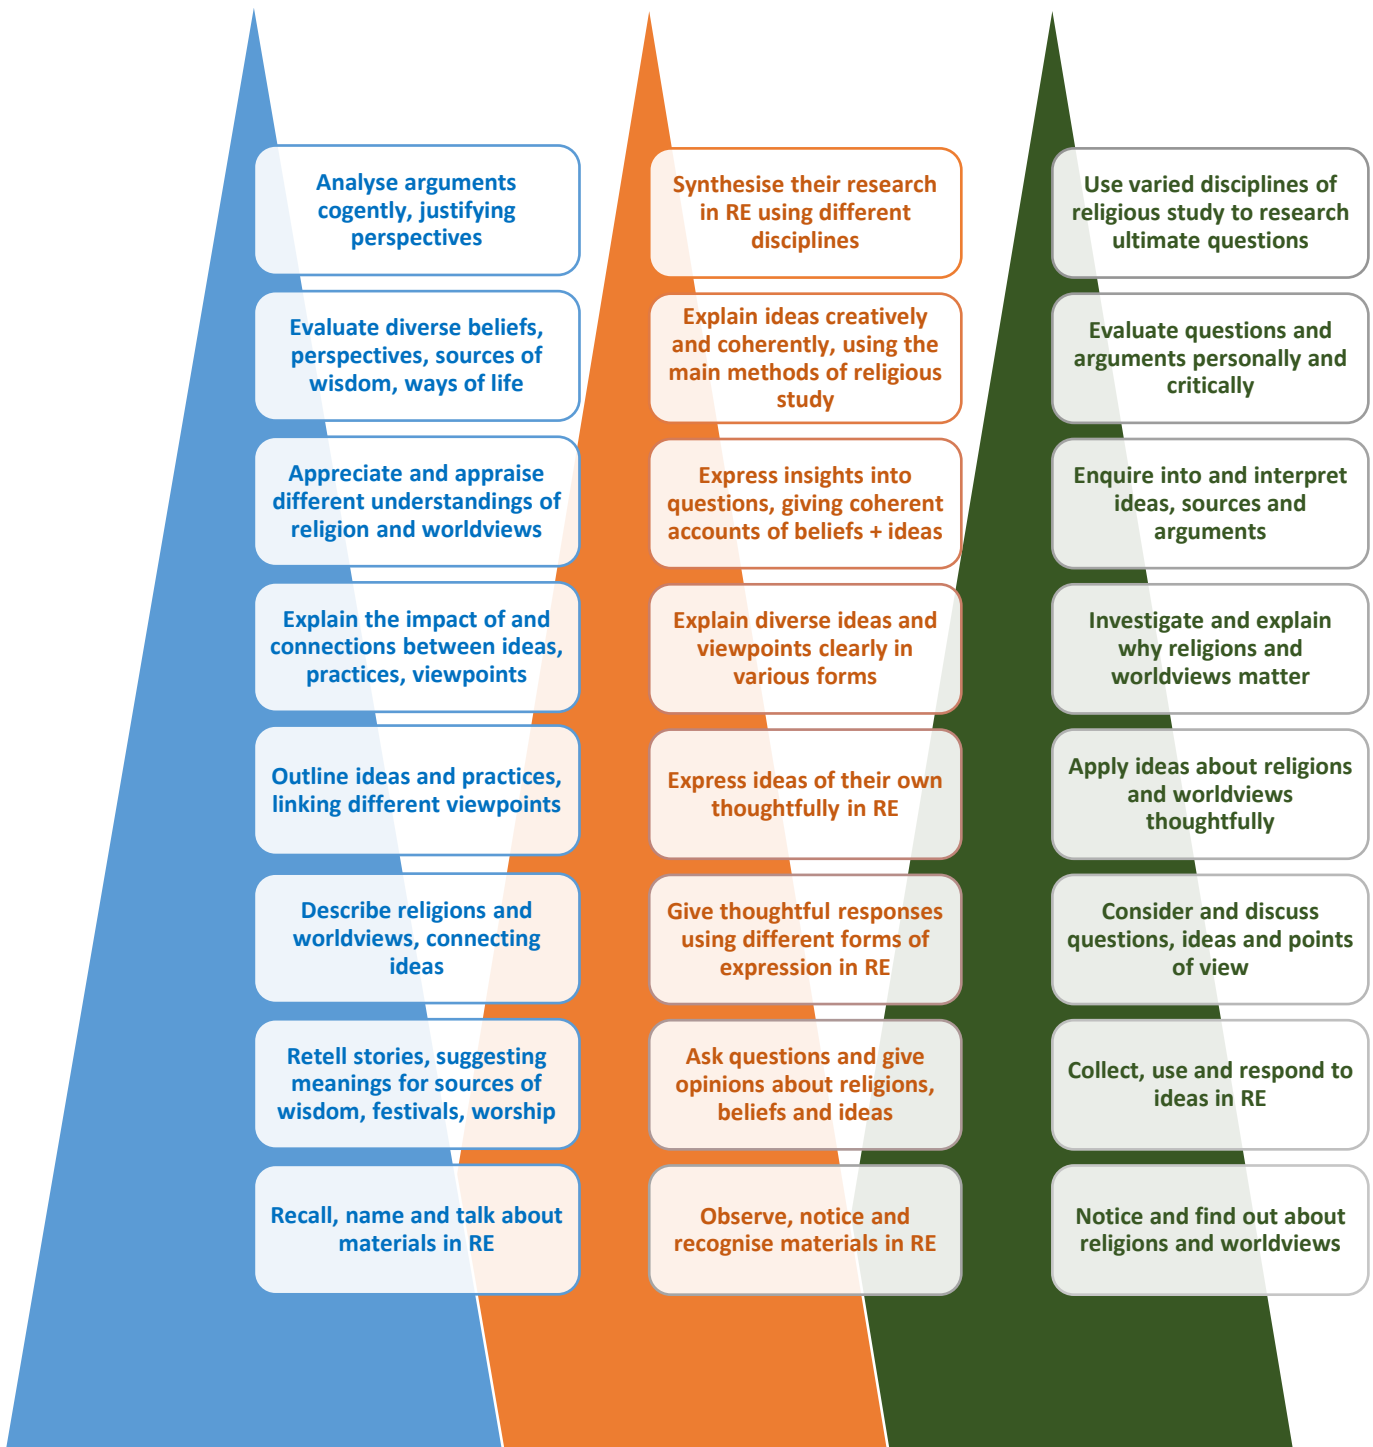 Analyse arguments
cogently, justifying
perspectives
Evaluate diverse beliefs,
perspectives, sources of
wisdom, ways of life
Appreciate and appraise
different understandings of
religion and worldviews
Explain the impact of and
connections between ideas,
practices, viewpoints
Outline ideas and practices,
linking different viewpoints
Describe religions and
worldviews, connecting
ideas
Retell stories, suggesting
meanings for sources of
wisdom, festivals, worship
Recall, name and talk about
materials in RE
Synthesise their research
in RE using different
disciplines
Explain ideas creatively
and coherently, using the
main methods of religious
study
Express insights into
questions, giving coherent
accounts of beliefs + ideas
Explain diverse ideas and
viewpoints clearly in
various forms
Express ideas of their own
thoughtfully in RE
Give thoughtful responses
using different forms of
expression in RE
Ask questions and give
opinions about religions,
beliefs and ideas
Observe, notice and
recognise materials in RE
Use varied disciplines of
religious study to research
ultimate questions
Evaluate questions and
arguments personally and
critically
Enquire into and interpret
ideas, sources and
arguments
Investigate and explain
why religions and
worldviews matter
Apply ideas about religions
and worldviews
thoughtfully
Consider and discuss
questions, ideas and points
of view
Collect, use and respond to
ideas in RE
Notice and find out about
religions and worldviews